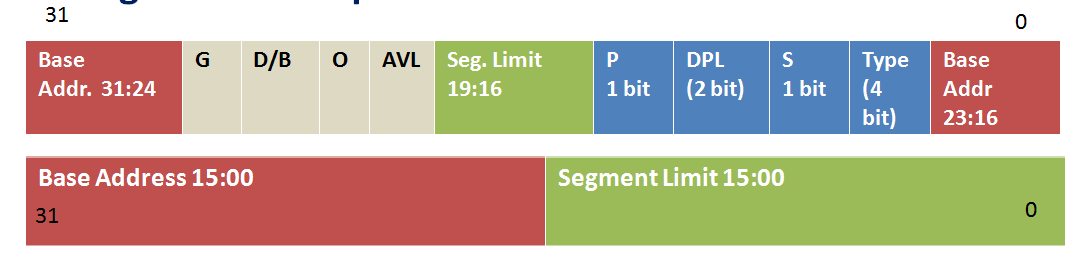 31
0
Base
Addr. 31:24
G
D/B
O
AVL
Seg. Limit
19:16
P
1 bit
DPL
(2 bit)
S
1 bit
Type
(4
bit)
Base
Addr
23:16
Base Address 15:00
31
Segment Limit 15:00
0